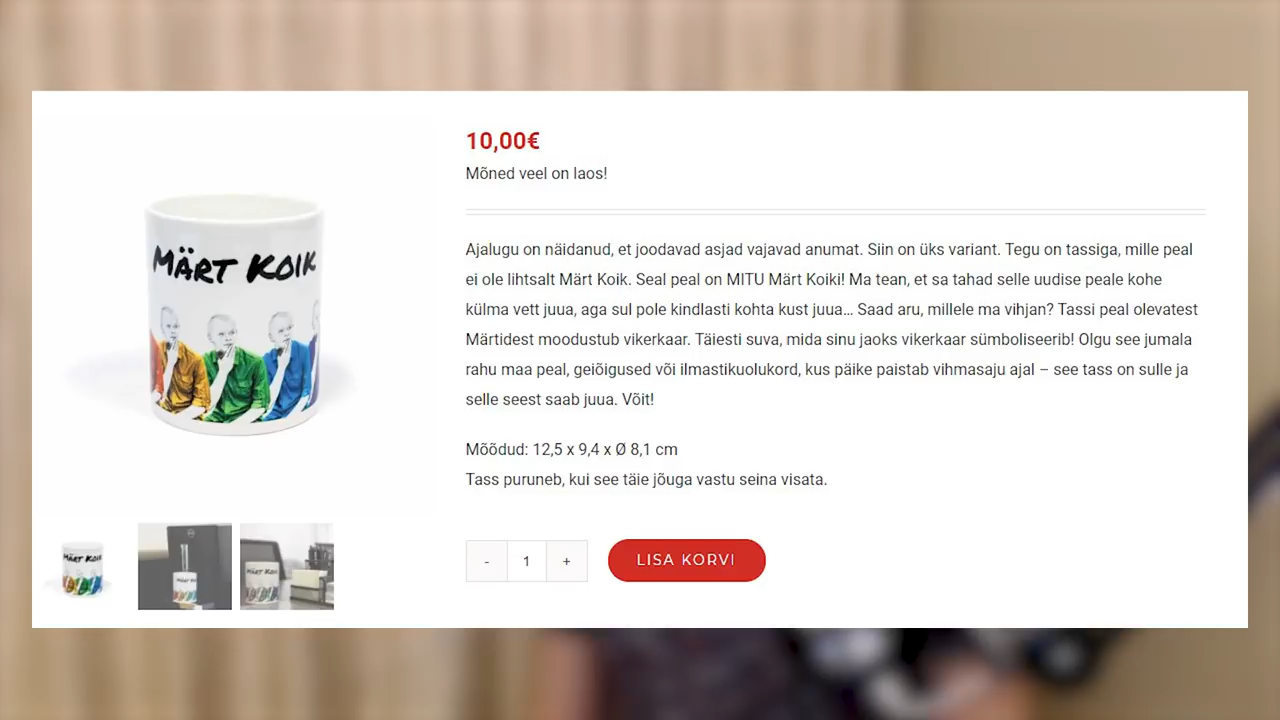 MÄRT KOIK
10,00€
Mõned veel on laos!
Ajalugu on näidanud, et joodavad asjad vajavad anumat. Siin on üks variant. Tegu on tassiga, mille peal
ei ole lihtsalt Märt Koik. Seal peal on MITU Märt Koiki! Ma tean, et sa tahad selle uudise peale kohe
külma vett juua, aga sul pole kindlasti kohta kust juua… Saad aru, millele ma vihjan? Tassi peal olevatest
Märtidest moodustub vikerkaar. Täiesti suva, mida sinu jaoks vikerkaar sümboliseerib! Olgu see jumala
rahu maa peal, geiõigused või ilmastikuolukord, kus päike paistab vihmasaju ajal – see tass on sulle ja
selle seest saab juua. Võit!
Mõõdud: 12,5 x 9,4 x Ø 8,1 cm
Tass puruneb, kui see täie jõuga vastu seina visata.
MÄRT KOIK
MÄRT KOIK
MÄRT KOIK
- 1 +
LISA KORVI